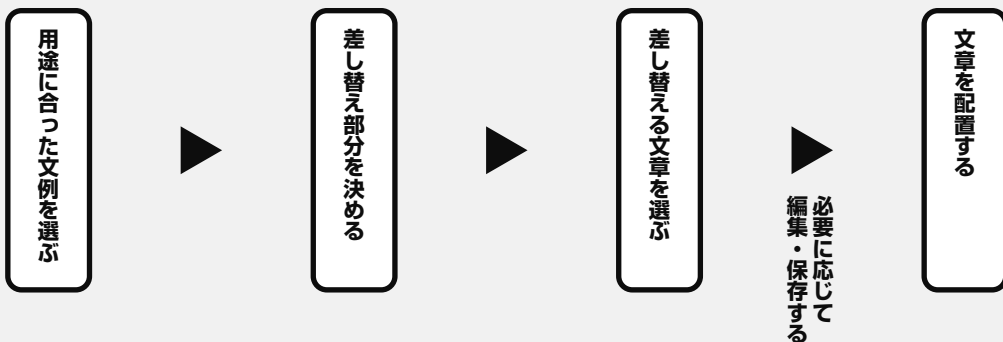 用途に合った文例を選ぶ
差し替え部分を決める
差し替える文章を選ぶ
必要に応じて
編集・保存する
文章を配置する